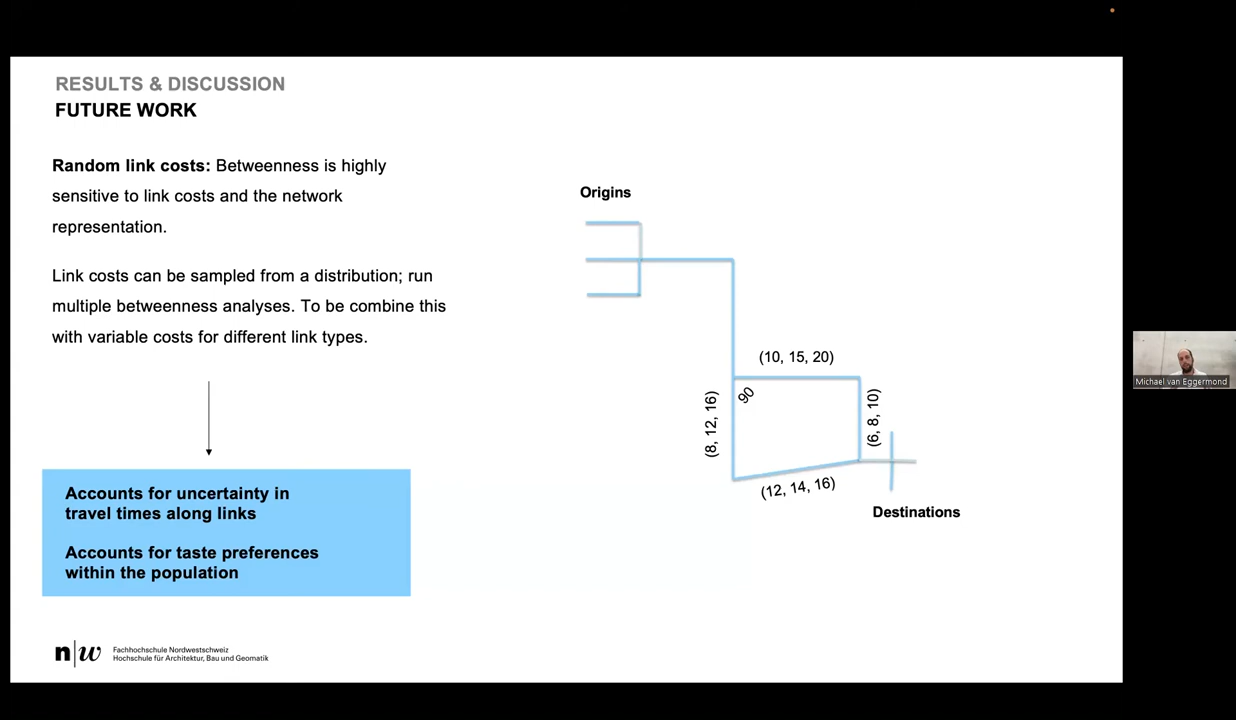 RESULTS & DISCUSSION
FUTURE WORK
Random link costs: Betweenness is highly
sensitive to link costs and the network
representation.
Link costs can be sampled from a distribution; run
multiple betweenness analyses. To be combine this
with variable costs for different link types.
Accounts for uncertainty in
travel times along links
Accounts for taste preferences
within the population
Origins
(10, 15, 20)
90
(8, 12, 16)
(6, 8, 10)
(12, 14, 16)
Destinations
Michael van Eggermond
n|w
Fachhochschule Nordwestschweiz
Hochschule für Architektur, Bau und Geomatik